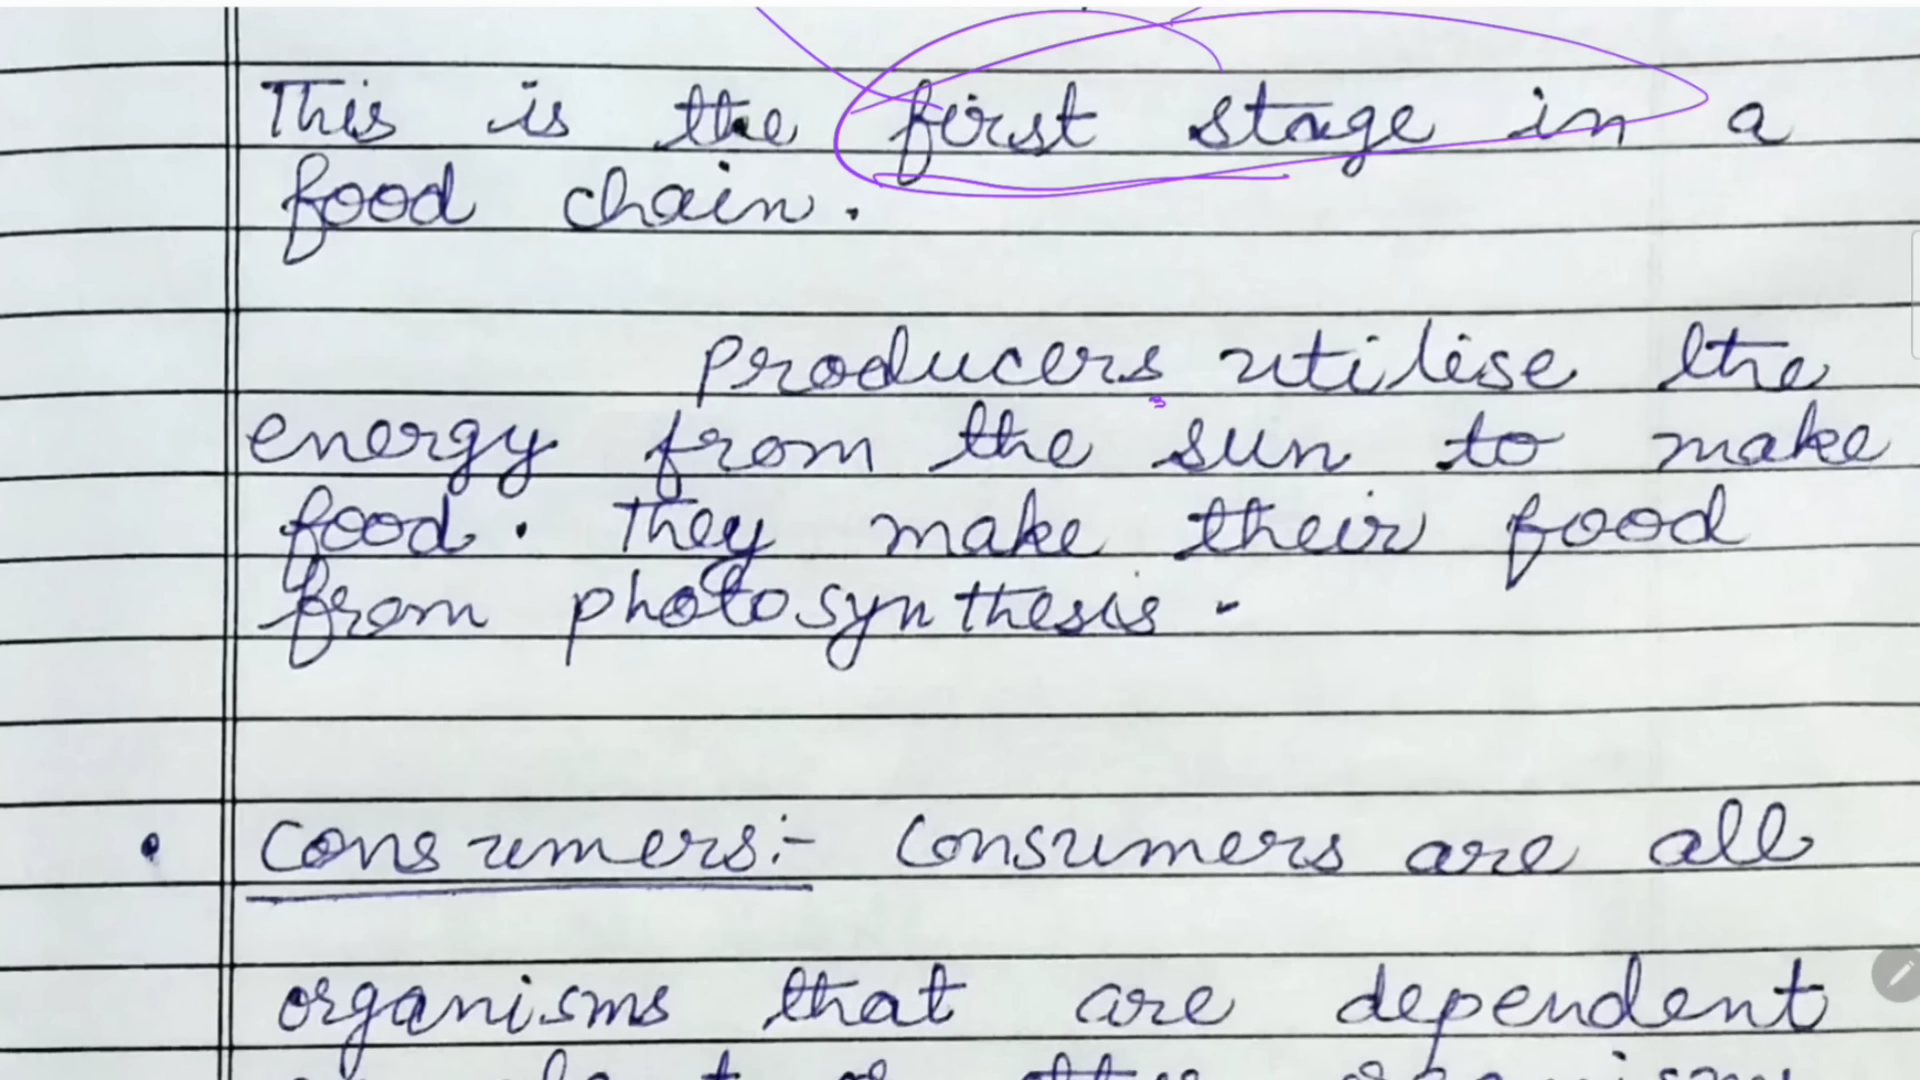 This is the first stage in a
food chain.
Producers utilise the
energy from the sun to make
food. They make their food
from photosynthesis.
• Consumers:- Consumers are all
organisms that are dependent